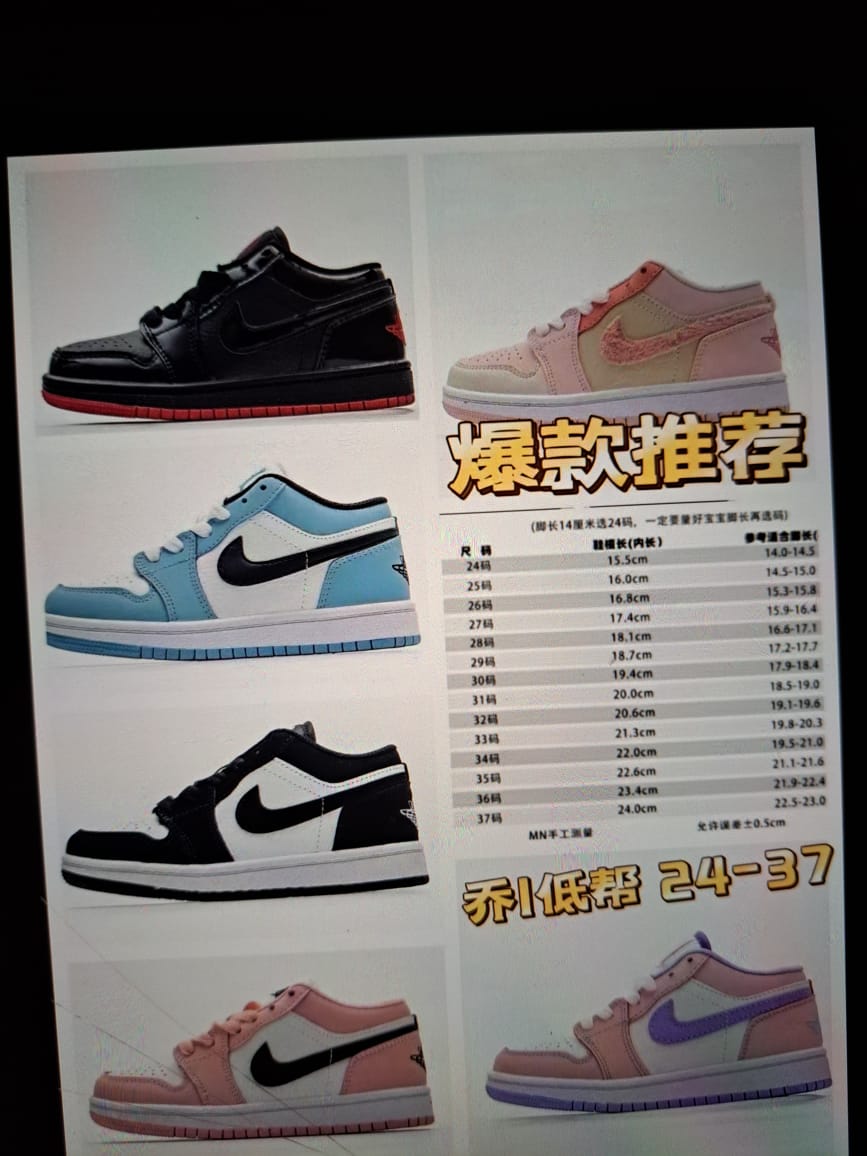 爆款推荐
(脚长14厘米选24码，一定要量好宝宝脚长再选码)
尺 码 鞋楦长(内长) 参考适合脚长(
24码 15.5cm 14.0-14.5
25码 16.0cm 14.5-15.0
26码 16.8cm 15.3-15.8
27码 17.4cm 15.9-16.4
28码 18.1cm 16.6-17.1
29码 18.7cm 17.2-17.7
30码 19.4cm 17.9-18.4
31码 20.0cm 18.5-19.0
32码 20.6cm 19.1-19.6
33码 21.3cm 19.8-20.3
34码 22.0cm 19.5-21.0
35码 22.6cm 21.1-21.6
36码 23.4cm 21.9-22.4
37码 24.0cm 22.5-23.0
MN手工测量 允许误差±0.5cm
乔1低帮 24-37